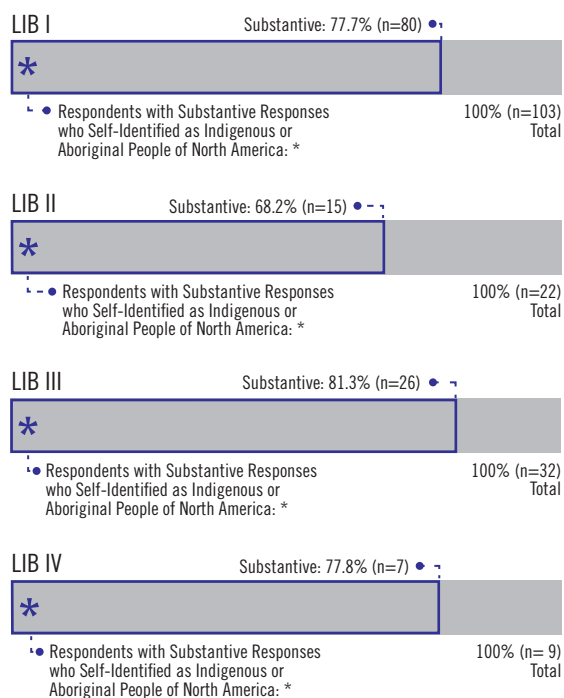 LIB I
Substantive: 77.7% (n=80)
*
Respondents with Substantive Responses
who Self-Identified as Indigenous or
Aboriginal People of North America: *
100% (n=103)
Total
LIB II
Substantive: 68.2% (n=15)
*
Respondents with Substantive Responses
who Self-Identified as Indigenous or
Aboriginal People of North America: *
100% (n=22)
Total
LIB III
Substantive: 81.3% (n=26)
*
Respondents with Substantive Responses
who Self-Identified as Indigenous or
Aboriginal People of North America: *
100% (n=32)
Total
LIB IV
Substantive: 77.8% (n=7)
*
Respondents with Substantive Responses
who Self-Identified as Indigenous or
Aboriginal People of North America: *
100% (n= 9)
Total